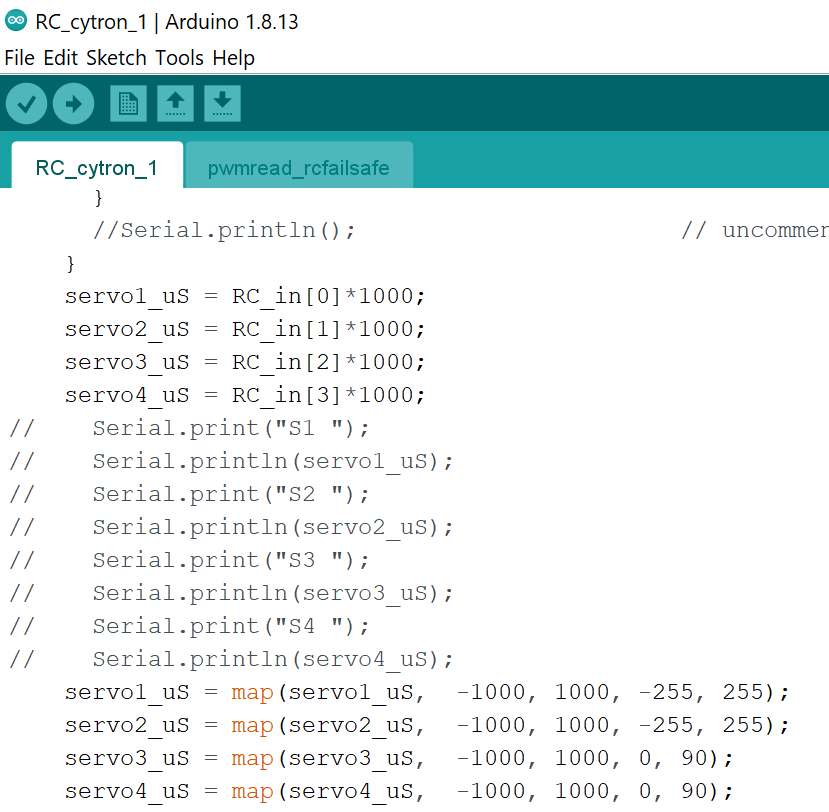 RC_cytron_1 | Arduino 1.8.13
File Edit Sketch Tools Help
RC_cytron_1 pwmread_rcfailsafe
}
//Serial.println(); //
}
servo1_uS = RC_in[0]*1000;
servo2_uS = RC_in[1]*1000;
servo3_uS = RC_in[2]*1000;
servo4_uS = RC_in[3]*1000;
// Serial.print("S1 ");
// Serial.println(servo1_uS);
// Serial.print("S2 ");
// Serial.println(servo2_uS);
// Serial.print("S3 ");
// Serial.println(servo3_uS);
// Serial.print("S4 ");
// Serial.println(servo4_uS);
servo1_uS = map(servo1_uS, -1000, 1000, -255, 255);
servo2_uS = map(servo2_uS, -1000, 1000, -255, 255);
servo3_uS = map(servo3_uS, -1000, 1000, 0, 90);
servo4_uS = map(servo4_uS, -1000, 1000, 0, 90);